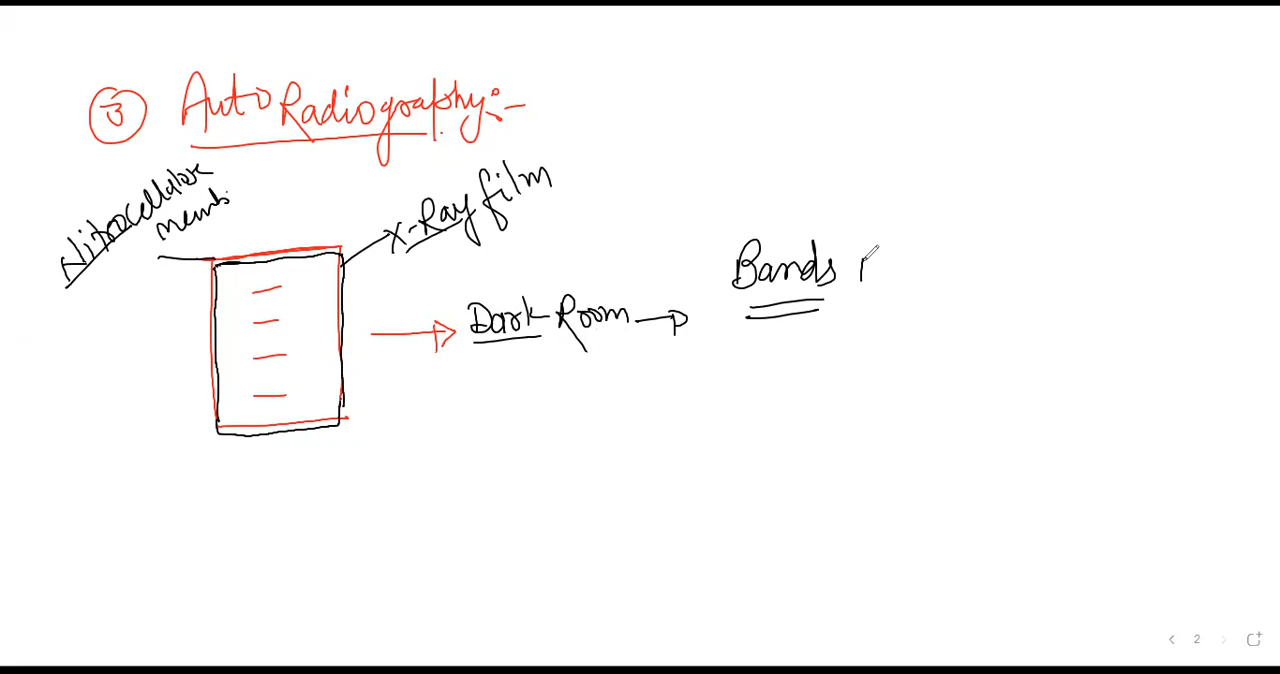 3 AutoRadiography:-
Nitrocellulose
memb.
X-Ray film
Bands
Dark Room
2